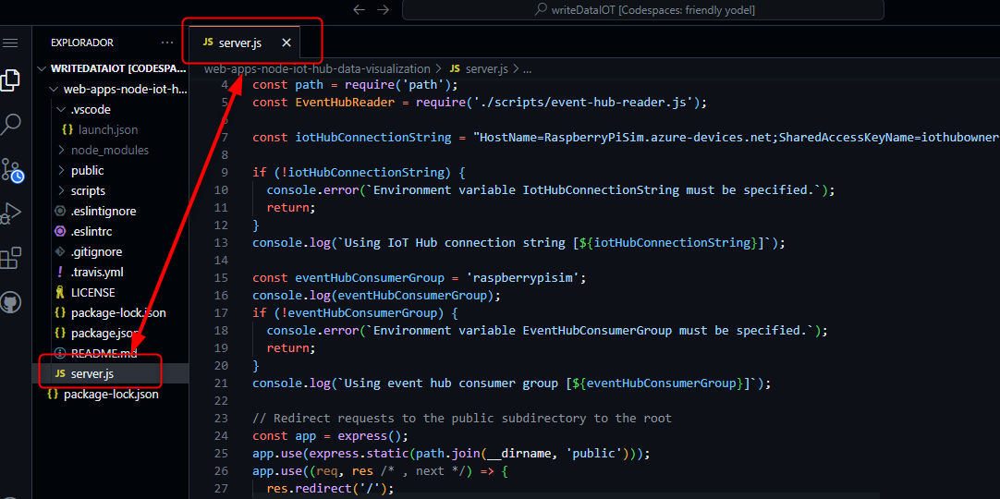 writeDataIOT [Codespaces: friendly yodel]
EXPLORADOR ...
WRITEDATAIOT [CODESPA...
web-apps-node-iot-h...
.vscode
{} launch.json
node_modules
public
scripts
.eslintignore
.eslintrc
.gitignore
! .travis.yml
LICENSE
{} package-lock.json
{} package.json
README.md
JS server.js
{} package-lock.json
JS server.js
web-apps-node-iot-hub-data-visualization > JS server.js > ...
4 const path = require('path');
5 const EventHubReader = require('./scripts/event-hub-reader.js');
6
7 const iotHubConnectionString = "HostName=RaspberryPiSim.azure-devices.net;SharedAccessKeyName=iothubowner
8
9 if (!iotHubConnectionString) {
10 console.error(`Environment variable IotHubConnectionString must be specified.`);
11 return;
12 }
13 console.log(`Using IoT Hub connection string [${iotHubConnectionString}]`);
14
15 const eventHubConsumerGroup = 'raspberrypisim';
16 console.log(eventHubConsumerGroup);
17 if (!eventHubConsumerGroup) {
18 console.error(`Environment variable EventHubConsumerGroup must be specified.`);
19 return;
20 }
21 console.log(`Using event hub consumer group [${eventHubConsumerGroup}]`);
22
23 // Redirect requests to the public subdirectory to the root
24 const app = express();
25 app.use(express.static(path.join(__dirname, 'public')));
26 app.use((req, res /* , next */) => {
27 res.redirect('/');